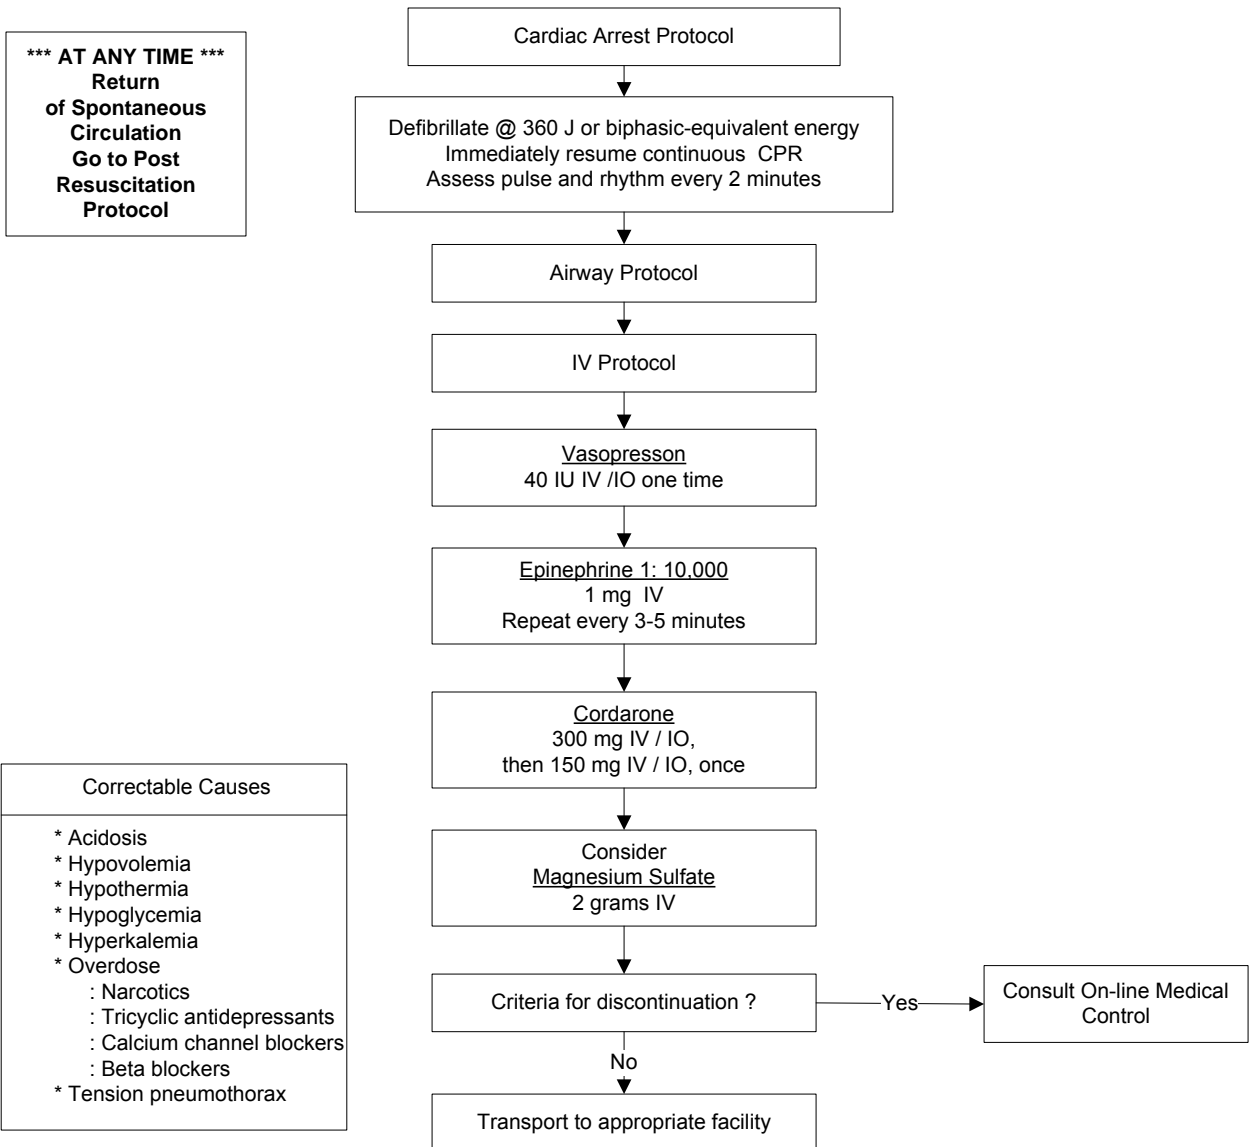 *** AT ANY TIME ***
Return
of Spontaneous
Circulation
Go to Post
Resuscitation
Protocol
Cardiac Arrest Protocol
Defibrillate @ 360 J or biphasic-equivalent energy
Immediately resume continuous CPR
Assess pulse and rhythm every 2 minutes
Airway Protocol
IV Protocol
Vasopresson
40 IU IV /IO one time
Epinephrine 1: 10,000
1 mg IV
Repeat every 3-5 minutes
Cordarone
300 mg IV / IO,
then 150 mg IV / IO, once
Consider
Magnesium Sulfate
2 grams IV
Criteria for discontinuation ?
Yes
Consult On-line Medical
Control
No
Transport to appropriate facility
Correctable Causes
* Acidosis
* Hypovolemia
* Hypothermia
* Hypoglycemia
* Hyperkalemia
* Overdose
: Narcotics
: Tricyclic antidepressants
: Calcium channel blockers
: Beta blockers
* Tension pneumothorax